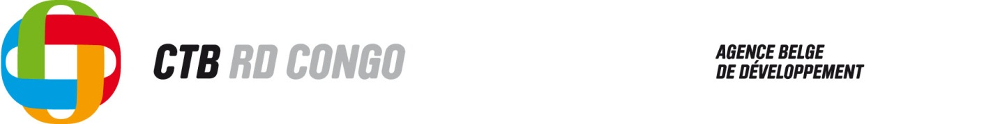 CTB RD CONGO
AGENCE BELGE
DE DÉVELOPPEMENT